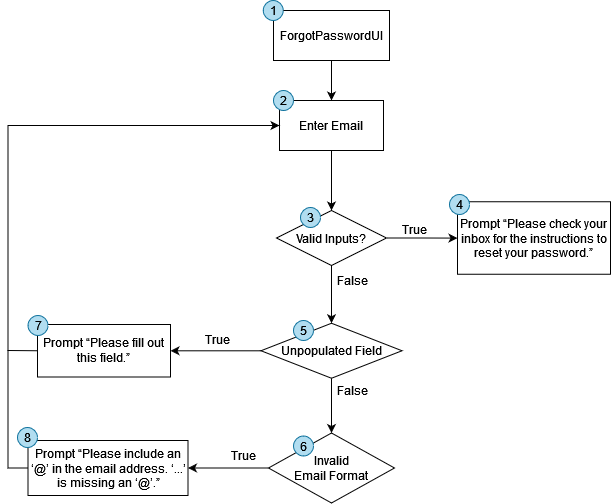 1
ForgotPasswordUI
2
Enter Email
3
Valid Inputs?
True
4
Prompt “Please check your
inbox for the instructions to
reset your password.”
False
5
Unpopulated Field
True
7
Prompt “Please fill out
this field.”
False
6
Invalid
Email Format
True
8
Prompt “Please include an
‘@’ in the email address. ‘...’
is missing an ‘@’.”